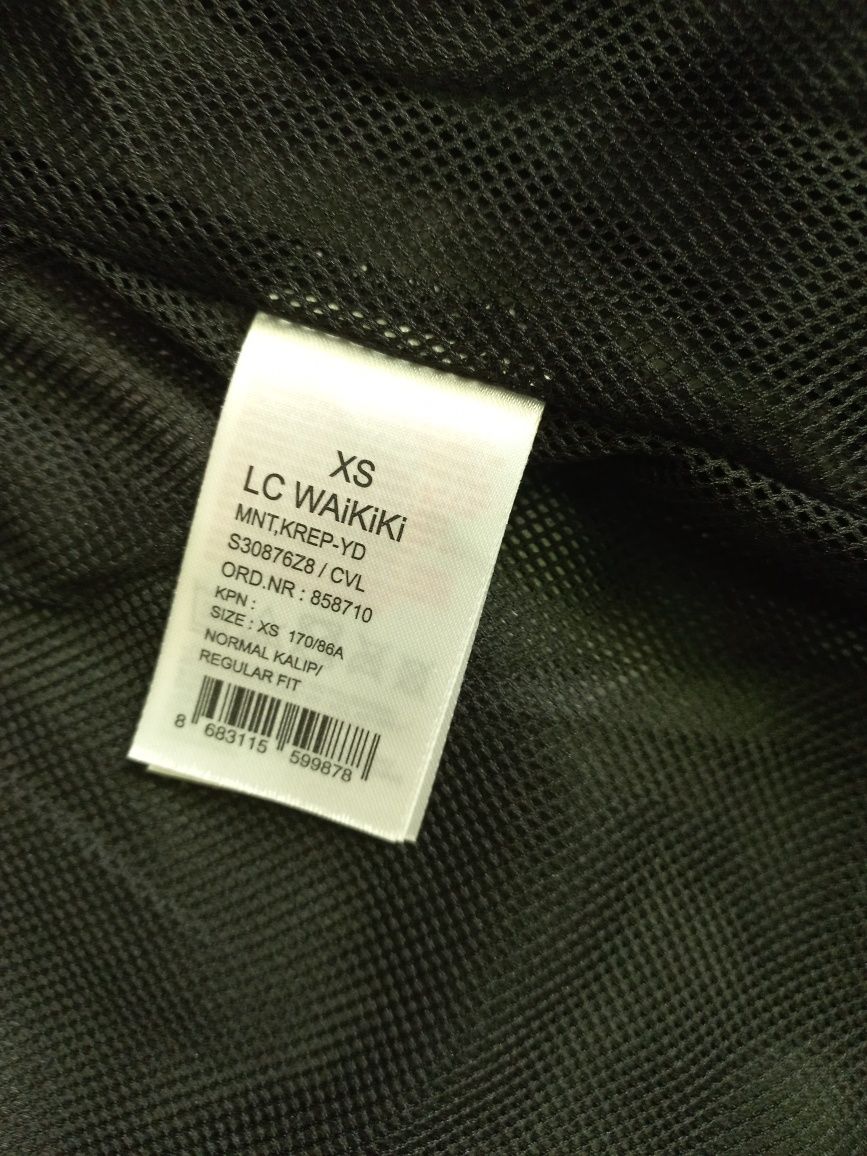 XS
LC WAiKiKi
MNT,KREP-YD
S30876Z8 / CVL
ORD.NR : 858710
KPN :
SIZE : XS 170/86A
NORMAL KALIP/
REGULAR FIT
8 683115 599878